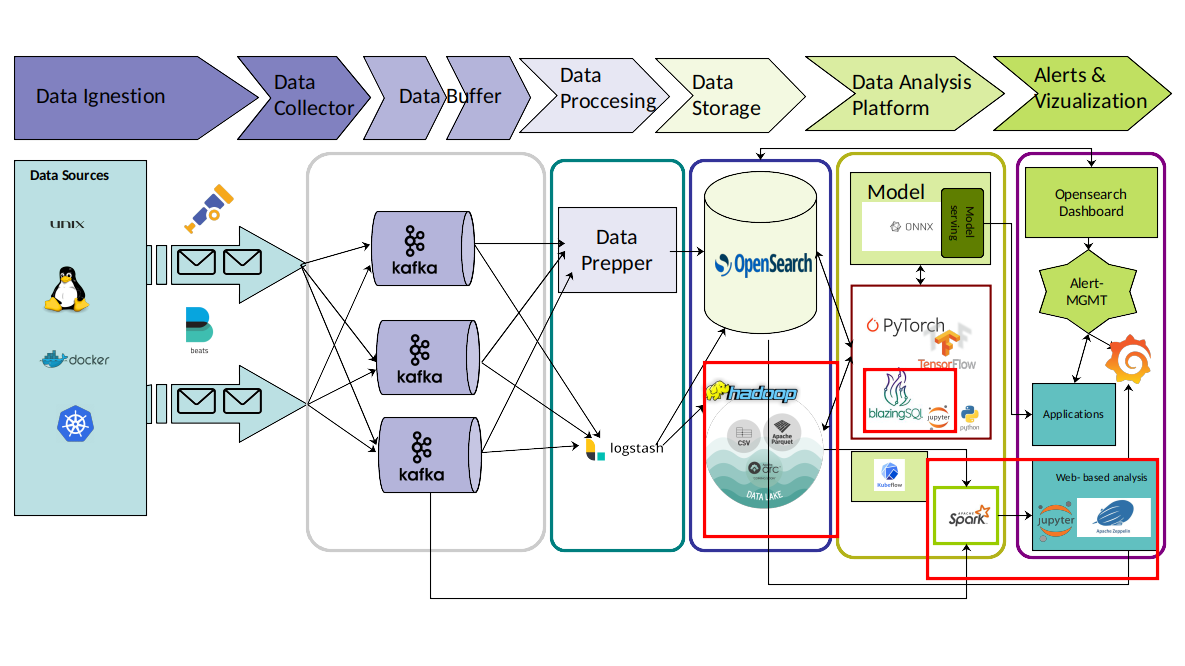 Data Ignestion
Data
Collector
Data Buffer
Data
Proccesing
Data
Storage
Data Analysis
Platform
Alerts &
Vizualization
Data Sources
unix
docker
beats
kafka
kafka
kafka
Data
Prepper
logstash
OpenSearch
hadoop
CSV
Apache
Parquet
APACHE
orc
DATA LAKE
Model
ONNX
Model
serving
PyTorch
TensorFlow
blazingSQL
jupyter
python
Kubeflow
APACHE
Spark
Opensearch
Dashboard
Alert-
MGMT
Applications
Web- based analysis
jupyter
Apache Zeppelin